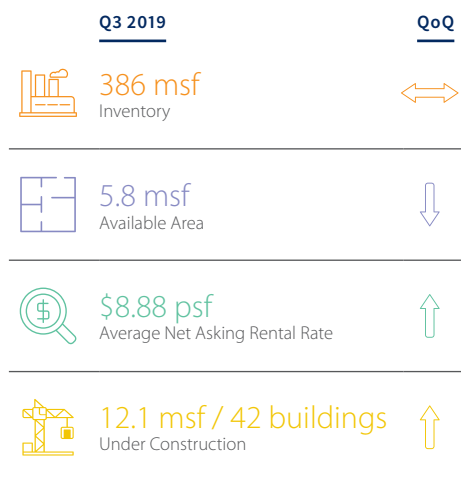 Q3 2019 QoQ
386 msf
Inventory
5.8 msf
Available Area
$
$8.88 psf
Average Net Asking Rental Rate
12.1 msf / 42 buildings
Under Construction